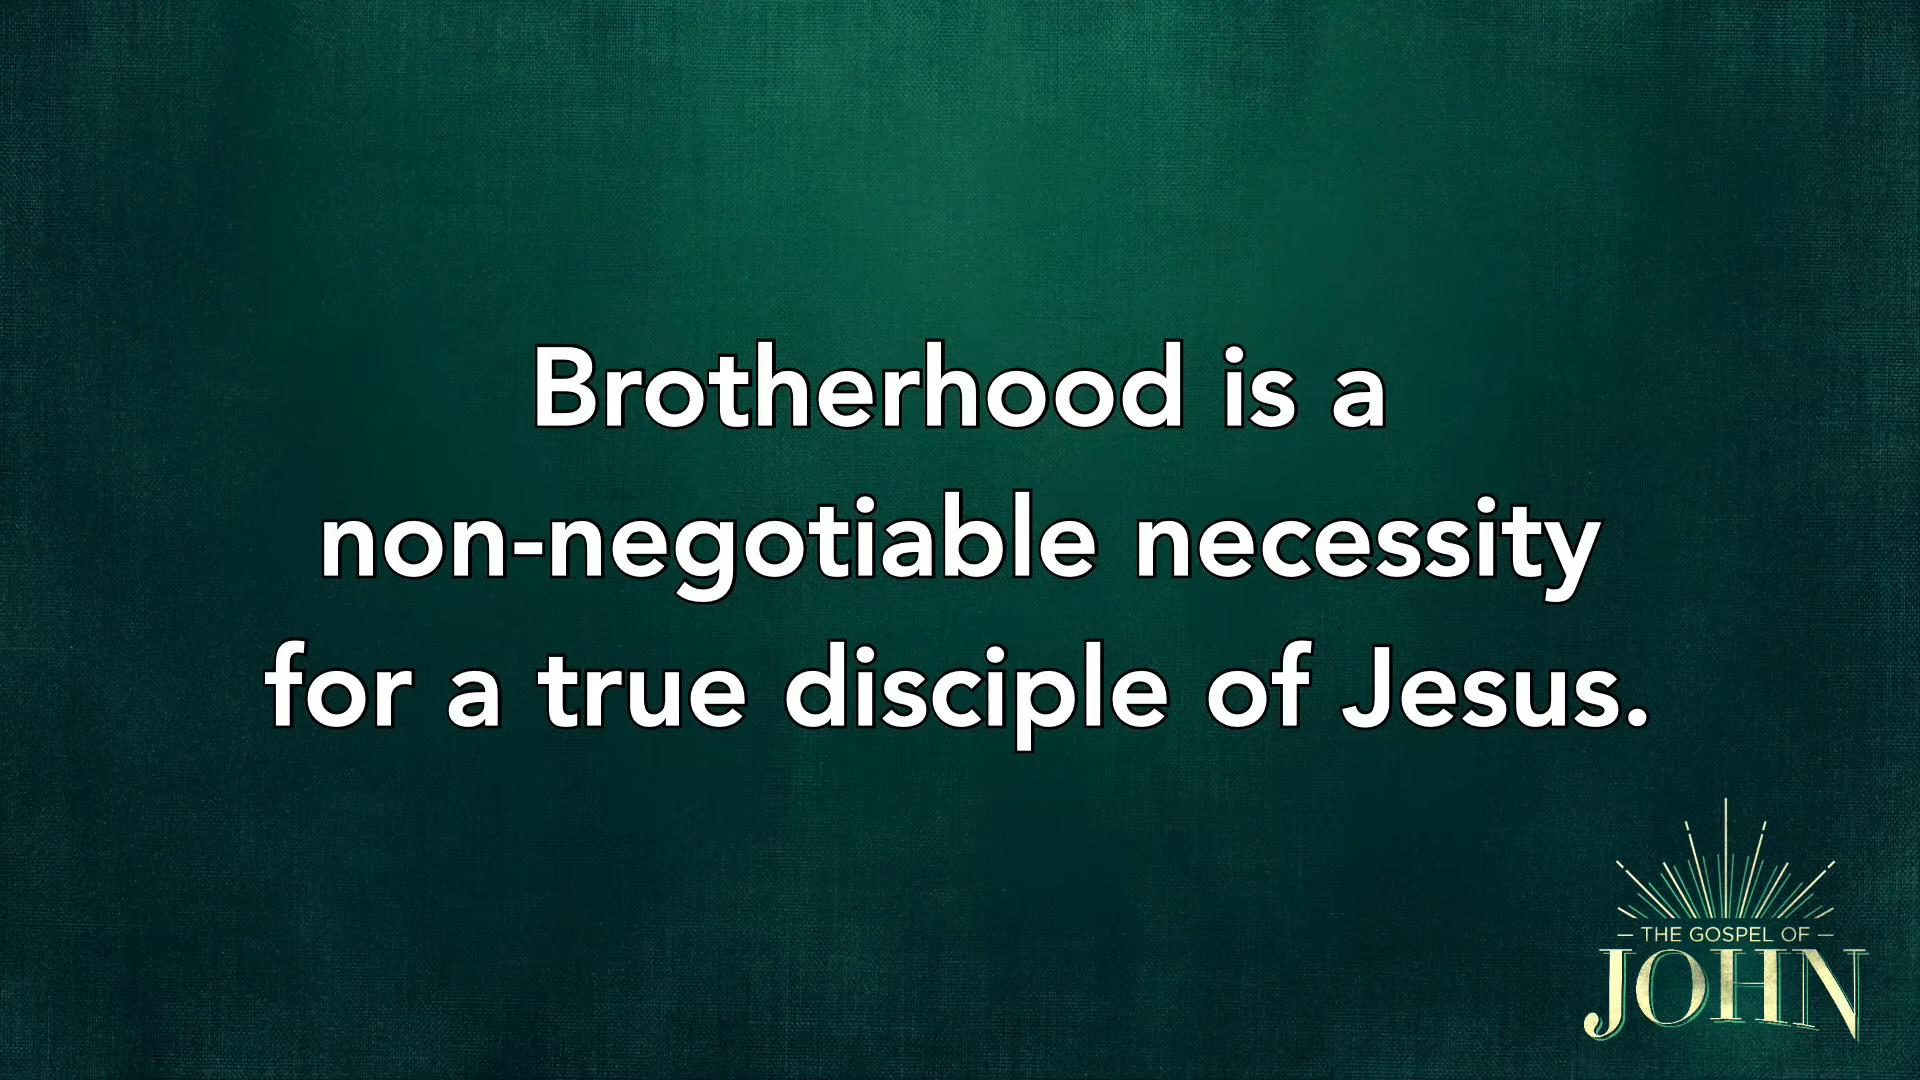 Brotherhood is a
non-negotiable necessity
for a true disciple of Jesus.
— THE GOSPEL OF —
JOHN